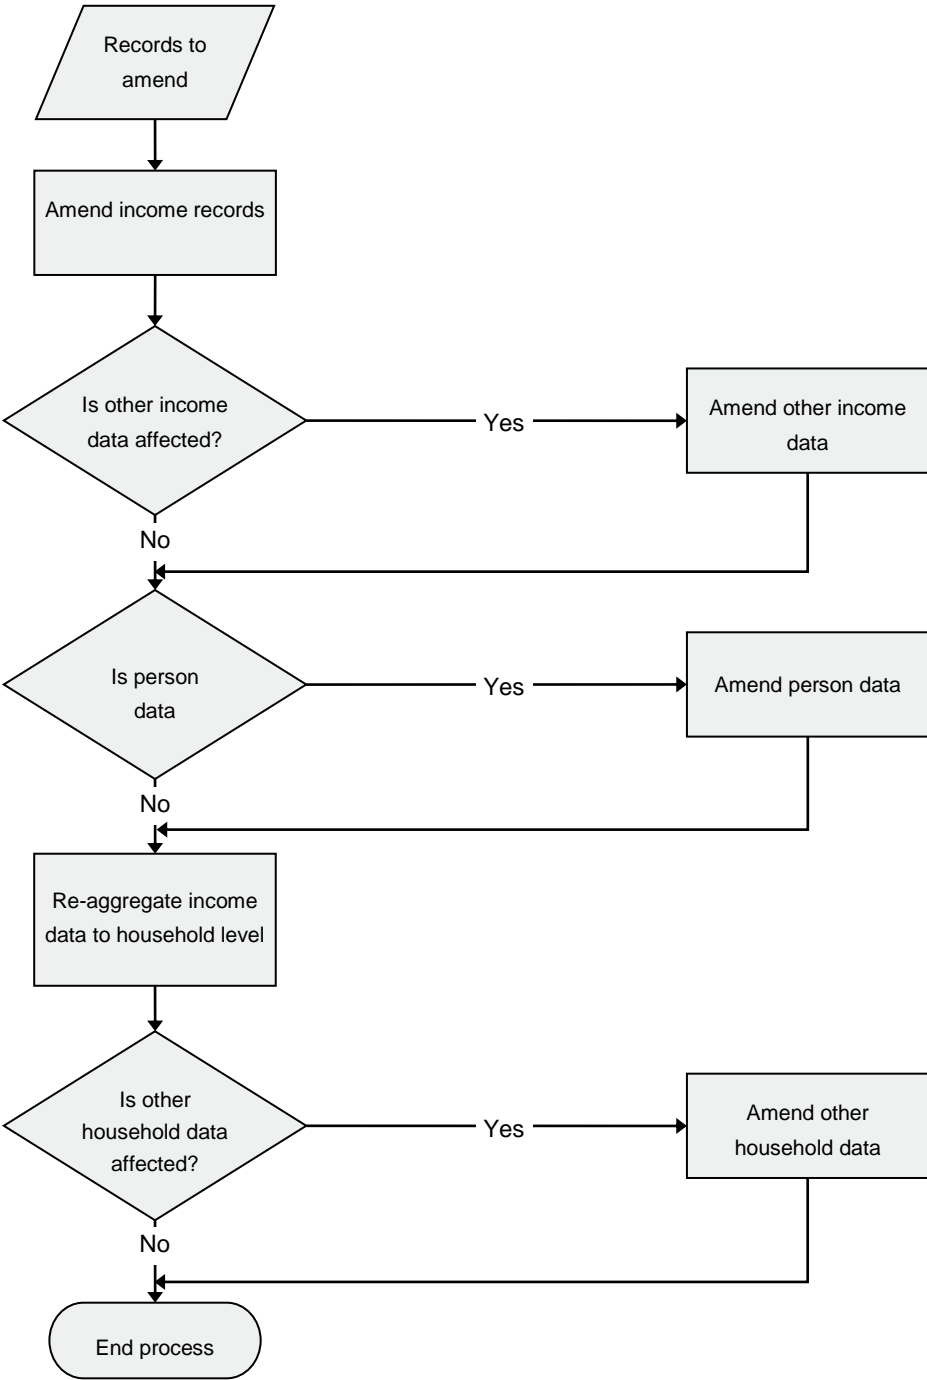 Records to
amend
Amend income records
Is other income
data affected?
Yes
Amend other income
data
No
Is person
data
Yes
Amend person data
No
Re-aggregate income
data to household level
Is other
household data
affected?
Yes
Amend other
household data
No
End process